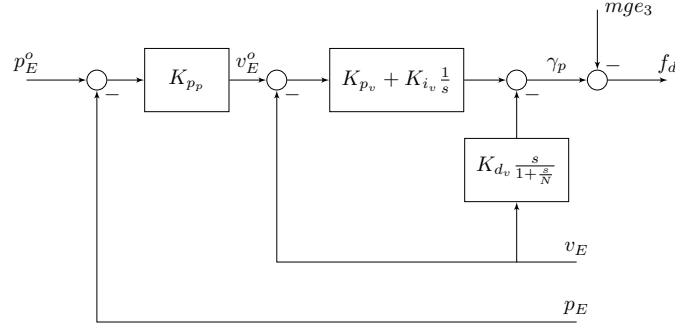 mge₃
p_E^o
−
K_{p_p}
v_E^o
−
K_{p_v} + K_{i_v} \frac{1}{s}
−
γ_p
−
f_d
K_{d_v} \frac{s}{1+\frac{s}{N}}
v_E
p_E